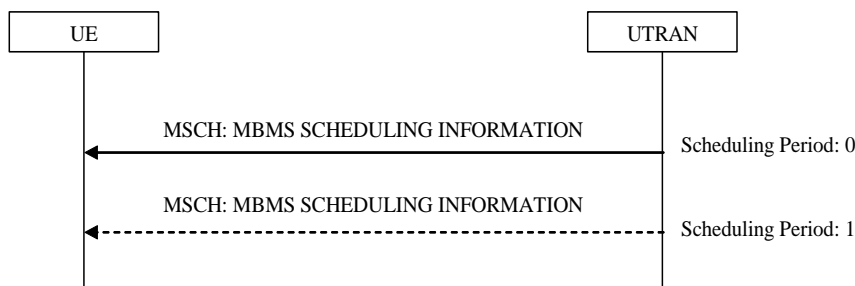 UE
UTRAN
MSCH: MBMS SCHEDULING INFORMATION
Scheduling Period: 0
MSCH: MBMS SCHEDULING INFORMATION
Scheduling Period: 1